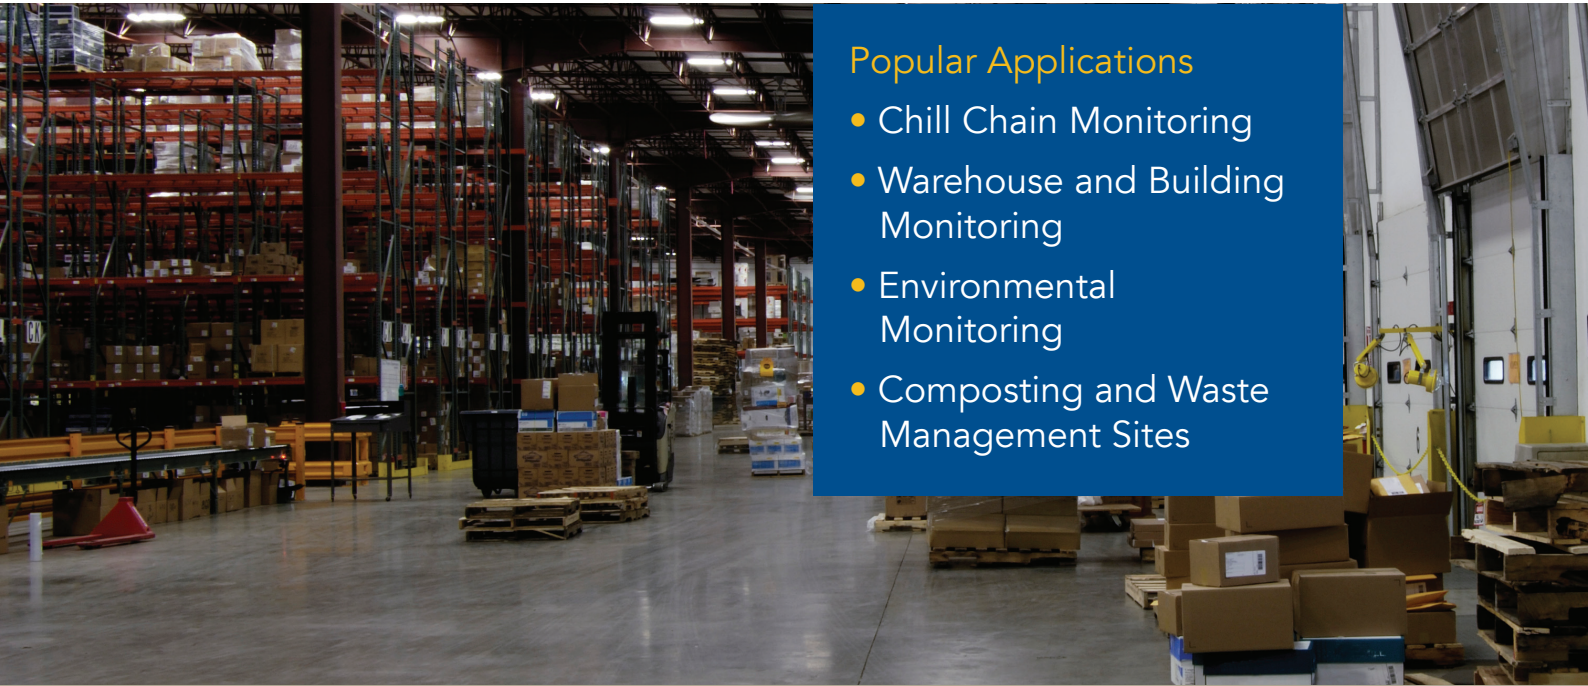 Popular Applications
• Chill Chain Monitoring
• Warehouse and Building
Monitoring
• Environmental
Monitoring
• Composting and Waste
Management Sites